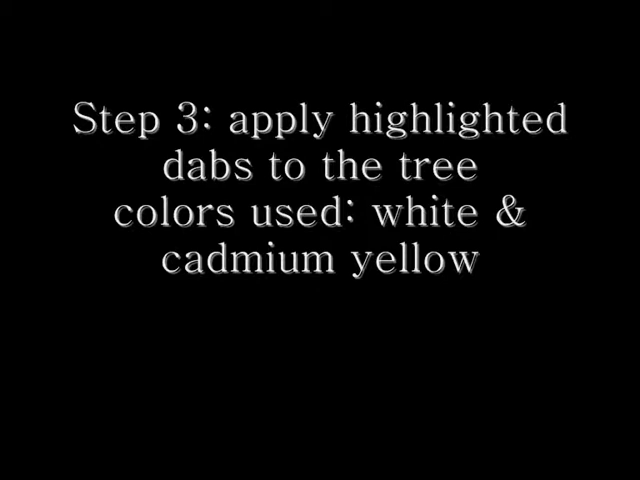 Step 3: apply highlighted
dabs to the tree
colors used: white &
cadmium yellow